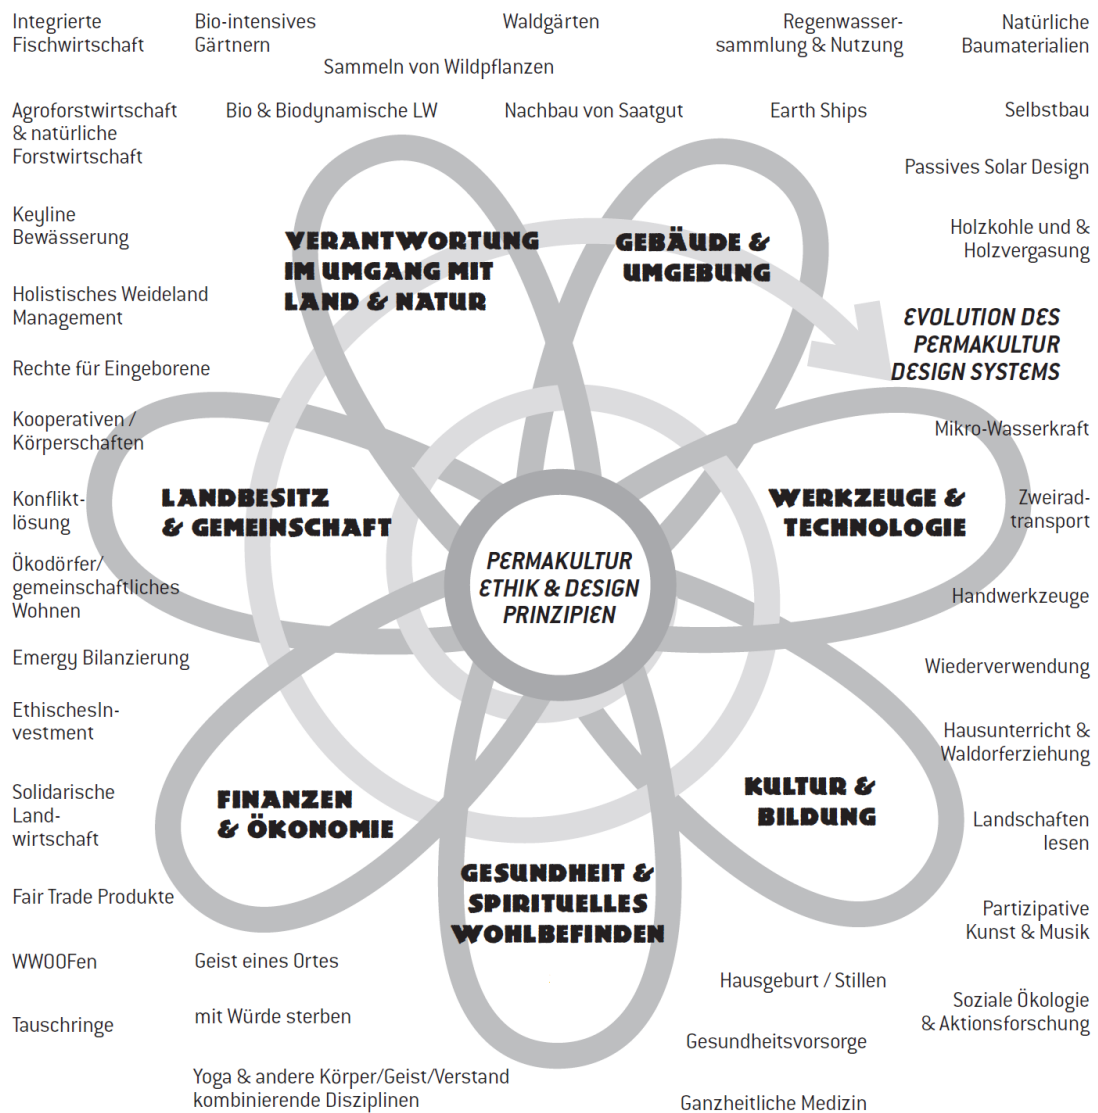 Integrierte
Fischwirtschaft
Bio-intensives
Gärtnern
Waldgärten
Regenwasser-
sammlung & Nutzung
Natürliche
Baumaterialien
Sammeln von Wildpflanzen
Agroforstwirtschaft
& natürliche
Forstwirtschaft
Bio & Biodynamische LW
Nachbau von Saatgut
Earth Ships
Selbstbau
Passives Solar Design
Keyline
Bewässerung
Holzkohle und &
Holzvergasung
VERANTWORTUNG
IM UMGANG MIT
LAND & NATUR
GEBÄUDE &
UMGEBUNG
Holistisches Weideland
Management
EVOLUTION DES
PERMAKULTUR
DESIGN SYSTEMS
Rechte für Eingeborene
Kooperativen /
Körperschaften
Mikro-Wasserkraft
Konflikt-
lösung
LANDBESITZ
& GEMEINSCHAFT
WERKZEUGE &
TECHNOLOGIE
Zweirad-
transport
Ökodörfer/
gemeinschaftliches
Wohnen
PERMAKULTUR
ETHIK & DESIGN
PRINZIPIEN
Handwerkzeuge
Emergy Bilanzierung
Wiederverwendung
EthischesIn-
vestment
Hausunterricht &
Waldorferziehung
Solidarische
Land-
wirtschaft
FINANZEN
& ÖKONOMIE
KULTUR &
BILDUNG
Landschaften
lesen
GESUNDHEIT &
SPIRITUELLES
WOHLBEFINDEN
Fair Trade Produkte
Partizipative
Kunst & Musik
WWOOFen
Geist eines Ortes
Hausgeburt / Stillen
Soziale Ökologie
& Aktionsforschung
Tauschringe
mit Würde sterben
Gesundheitsvorsorge
Yoga & andere Körper/Geist/Verstand
kombinierende Disziplinen
Ganzheitliche Medizin